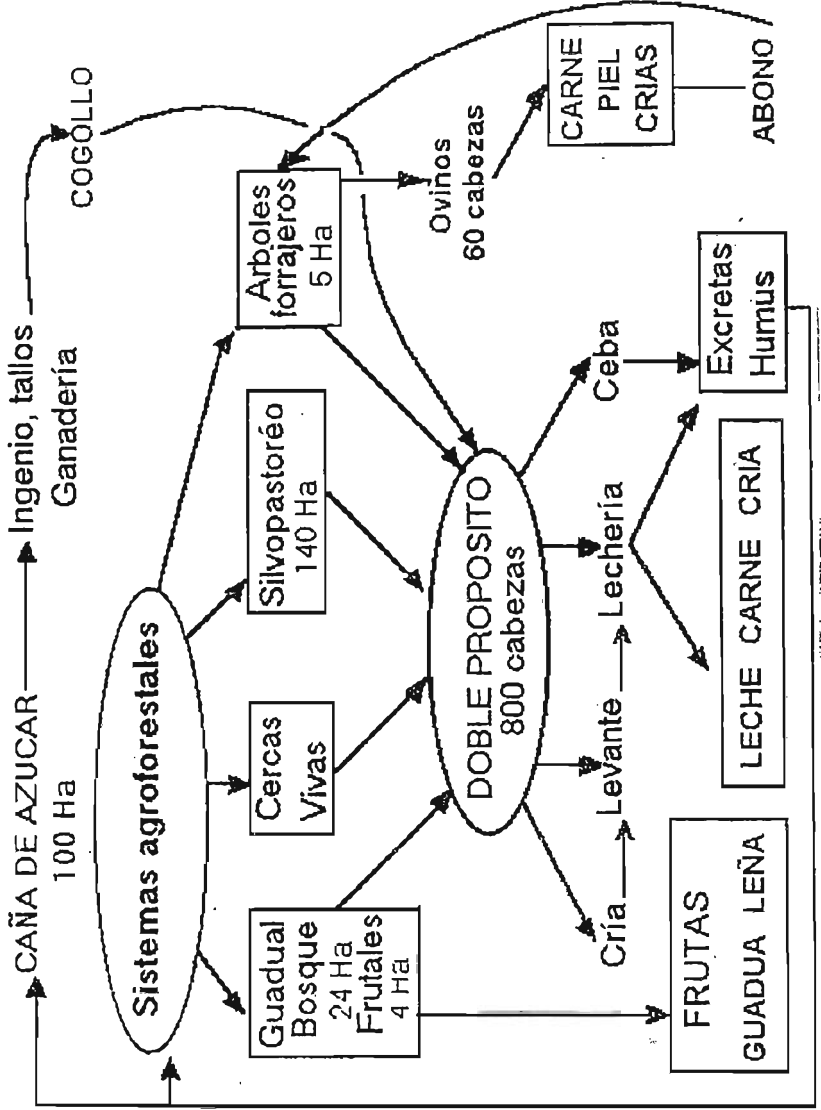 CAÑA DE AZUCAR
100 Ha
Ingenio, tallos
Ganadería
COGOLLO
Sistemas agroforestales
Guadual
Bosque
24 Ha
Frutales
4 Ha
Cercas
Vivas
Silvopastoréo
140 Ha
Arboles
forrajeros
5 Ha
DOBLE PROPOSITO
800 cabezas
Ovinos
60 cabezas
CARNE
PIEL
CRIAS
ABONO
Cría
Levante
Lechería
Ceba
FRUTAS
GUADUA LEÑA
LECHE CARNE CRIA
Excretas
Humus